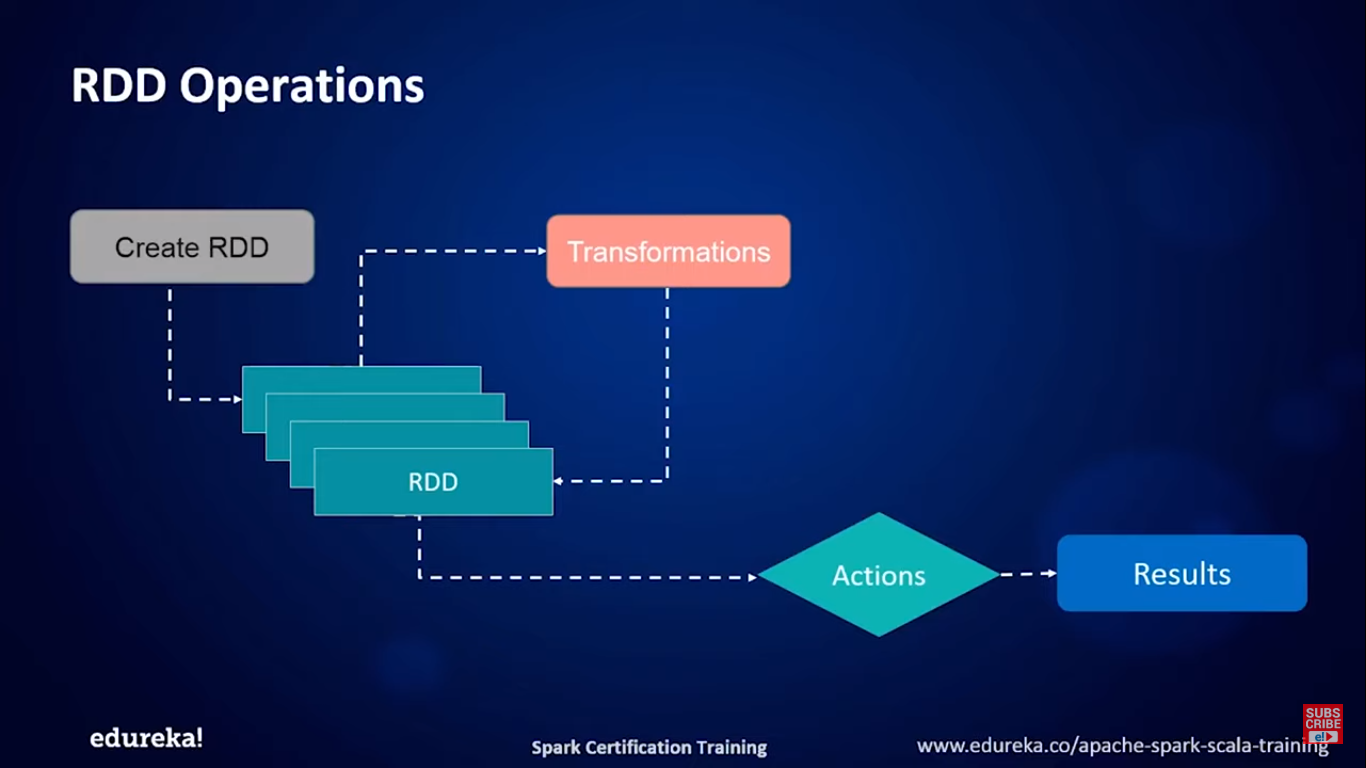 RDD Operations
Create RDD
Transformations
RDD
Actions
Results
edureka!
Spark Certification Training
www.edureka.co/apache-spark-scala-training
SUBS
CRIBE
e!